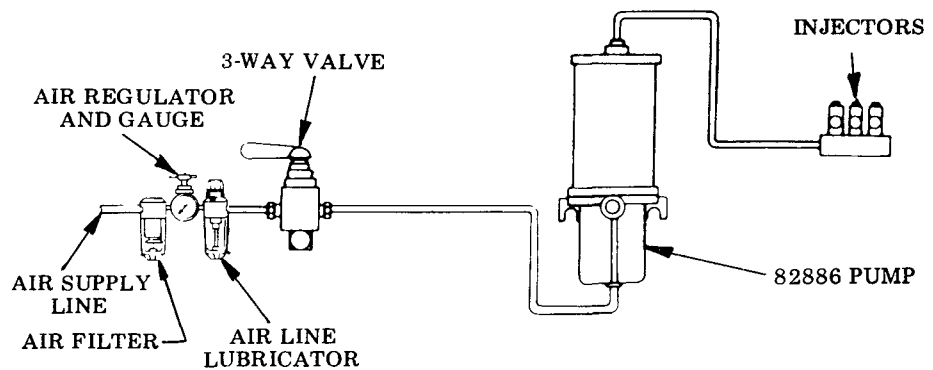 INJECTORS
3-WAY VALVE
AIR REGULATOR
AND GAUGE
AIR SUPPLY
LINE
AIR FILTER
AIR LINE
LUBRICATOR
82886 PUMP